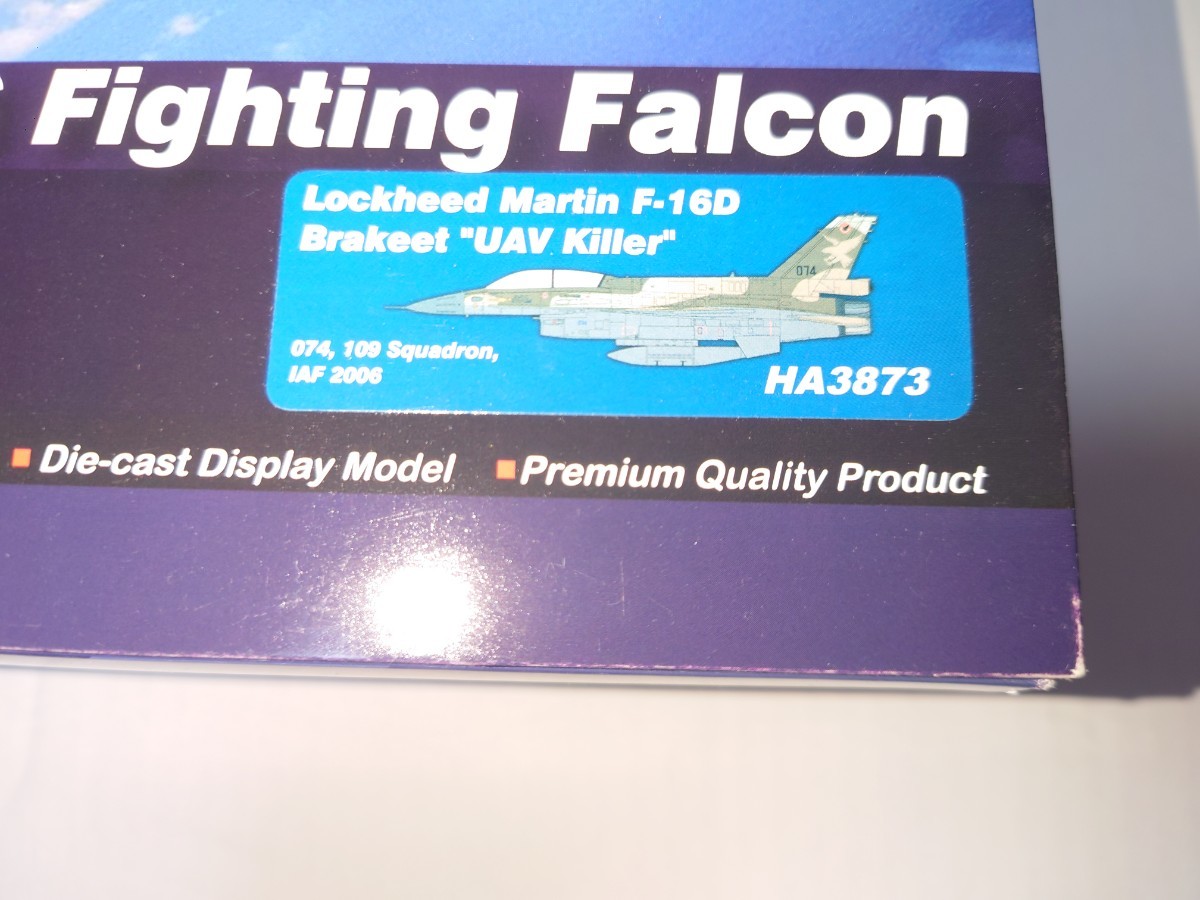 Fighting Falcon
Lockheed Martin F-16D
Brakeet "UAV Killer"
074
074, 109 Squadron,
IAF 2006
HA3873
Die-cast Display Model
Premium Quality Product